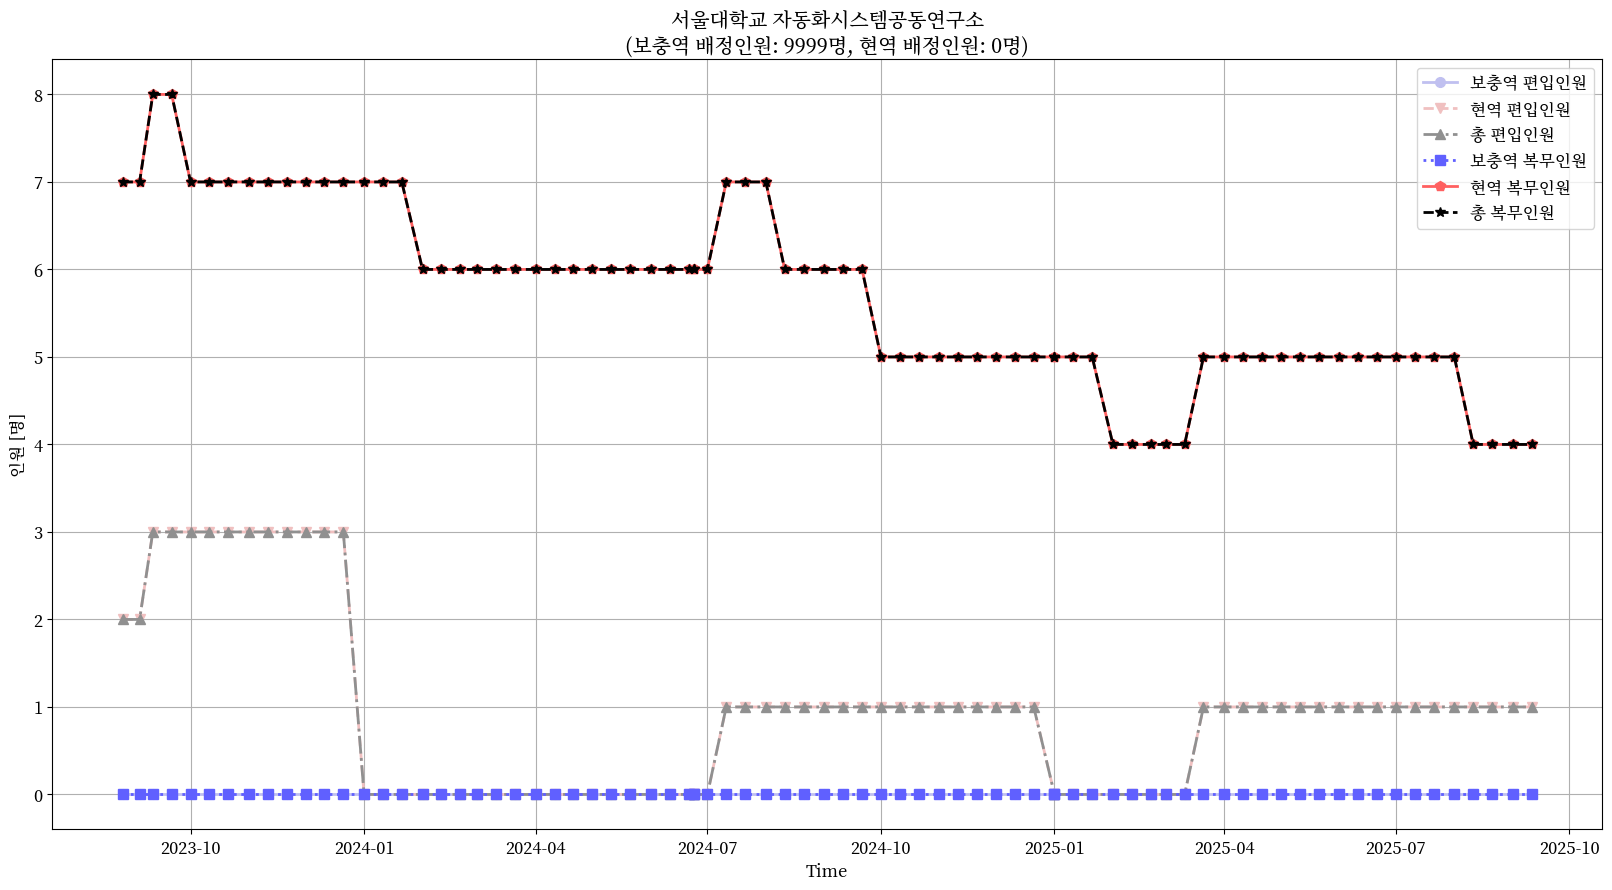 서울대학교 자동화시스템공동연구소
(보충역 배정인원: 9999명, 현역 배정인원: 0명)
보충역 편입인원
현역 편입인원
총 편입인원
보충역 복무인원
현역 복무인원
총 복무인원
8
7
6
5
4
3
2
1
0
인원 [명]
2023-10
2024-01
2024-04
2024-07
2024-10
2025-01
2025-04
2025-07
2025-10
Time